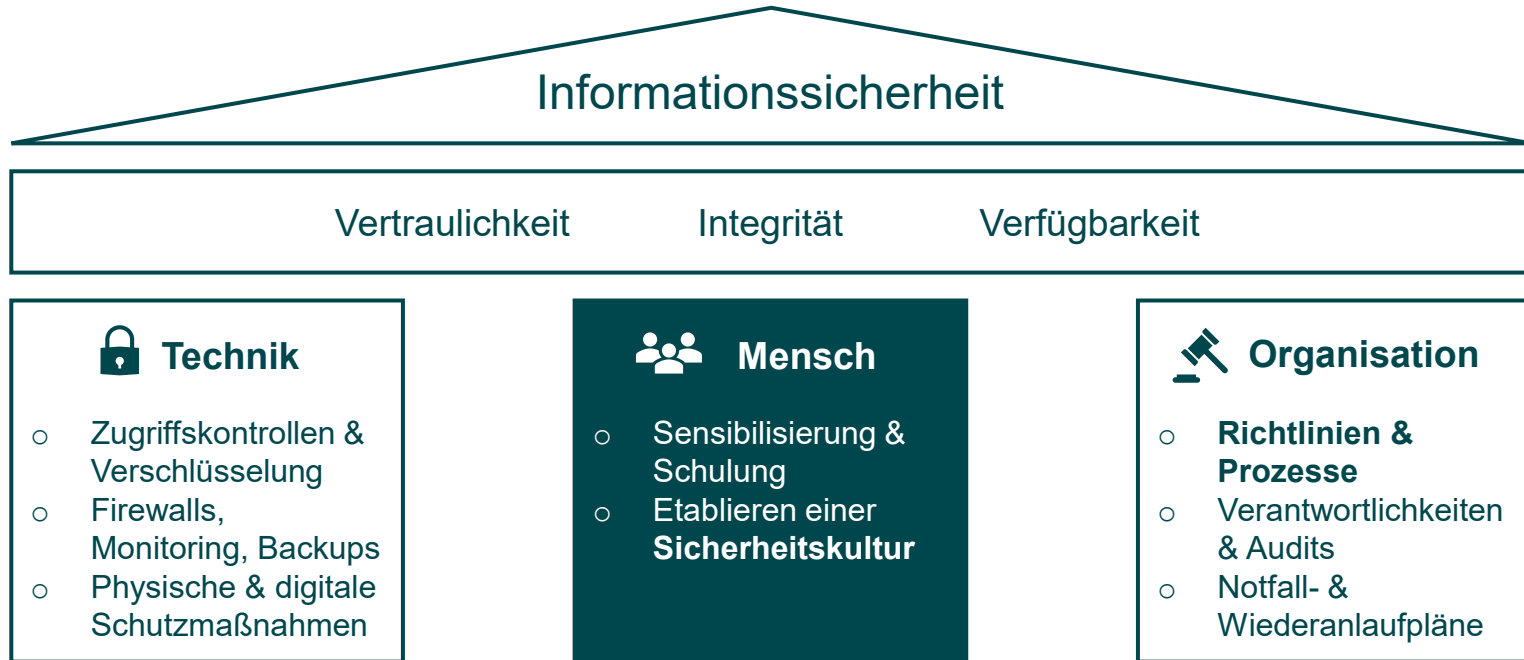 Informationssicherheit
Vertraulichkeit Integrität Verfügbarkeit
Technik
○ Zugriffskontrollen &
Verschlüsselung
○ Firewalls,
Monitoring, Backups
○ Physische & digitale
Schutzmaßnahmen
Mensch
○ Sensibilisierung &
Schulung
○ Etablieren einer
Sicherheitskultur
Organisation
○ Richtlinien &
Prozesse
○ Verantwortlichkeiten
& Audits
○ Notfall- &
Wiederanlaufpläne